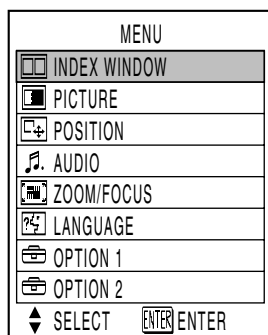 MENU
INDEX WINDOW
PICTURE
POSITION
AUDIO
ZOOM/FOCUS
LANGUAGE
OPTION 1
OPTION 2
SELECT ENTER ENTER